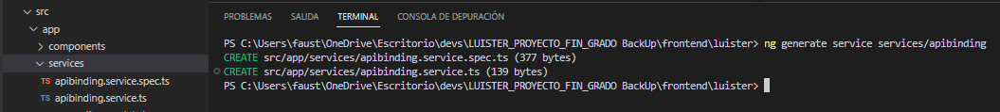 src
app
components
services
TS apibinding.service.spec.ts
TS apibinding.service.ts
PROBLEMAS SALIDA TERMINAL CONSOLA DE DEPURACIÓN
PS C:\Users\faust\OneDrive\Escritorio\devs\LUISTER_PROYECTO_FIN_GRADO BackUp\frontend\luister> ng generate service services/apibinding
CREATE src/app/services/apibinding.service.spec.ts (377 bytes)
CREATE src/app/services/apibinding.service.ts (139 bytes)
PS C:\Users\faust\OneDrive\Escritorio\devs\LUISTER_PROYECTO_FIN_GRADO BackUp\frontend\luister>